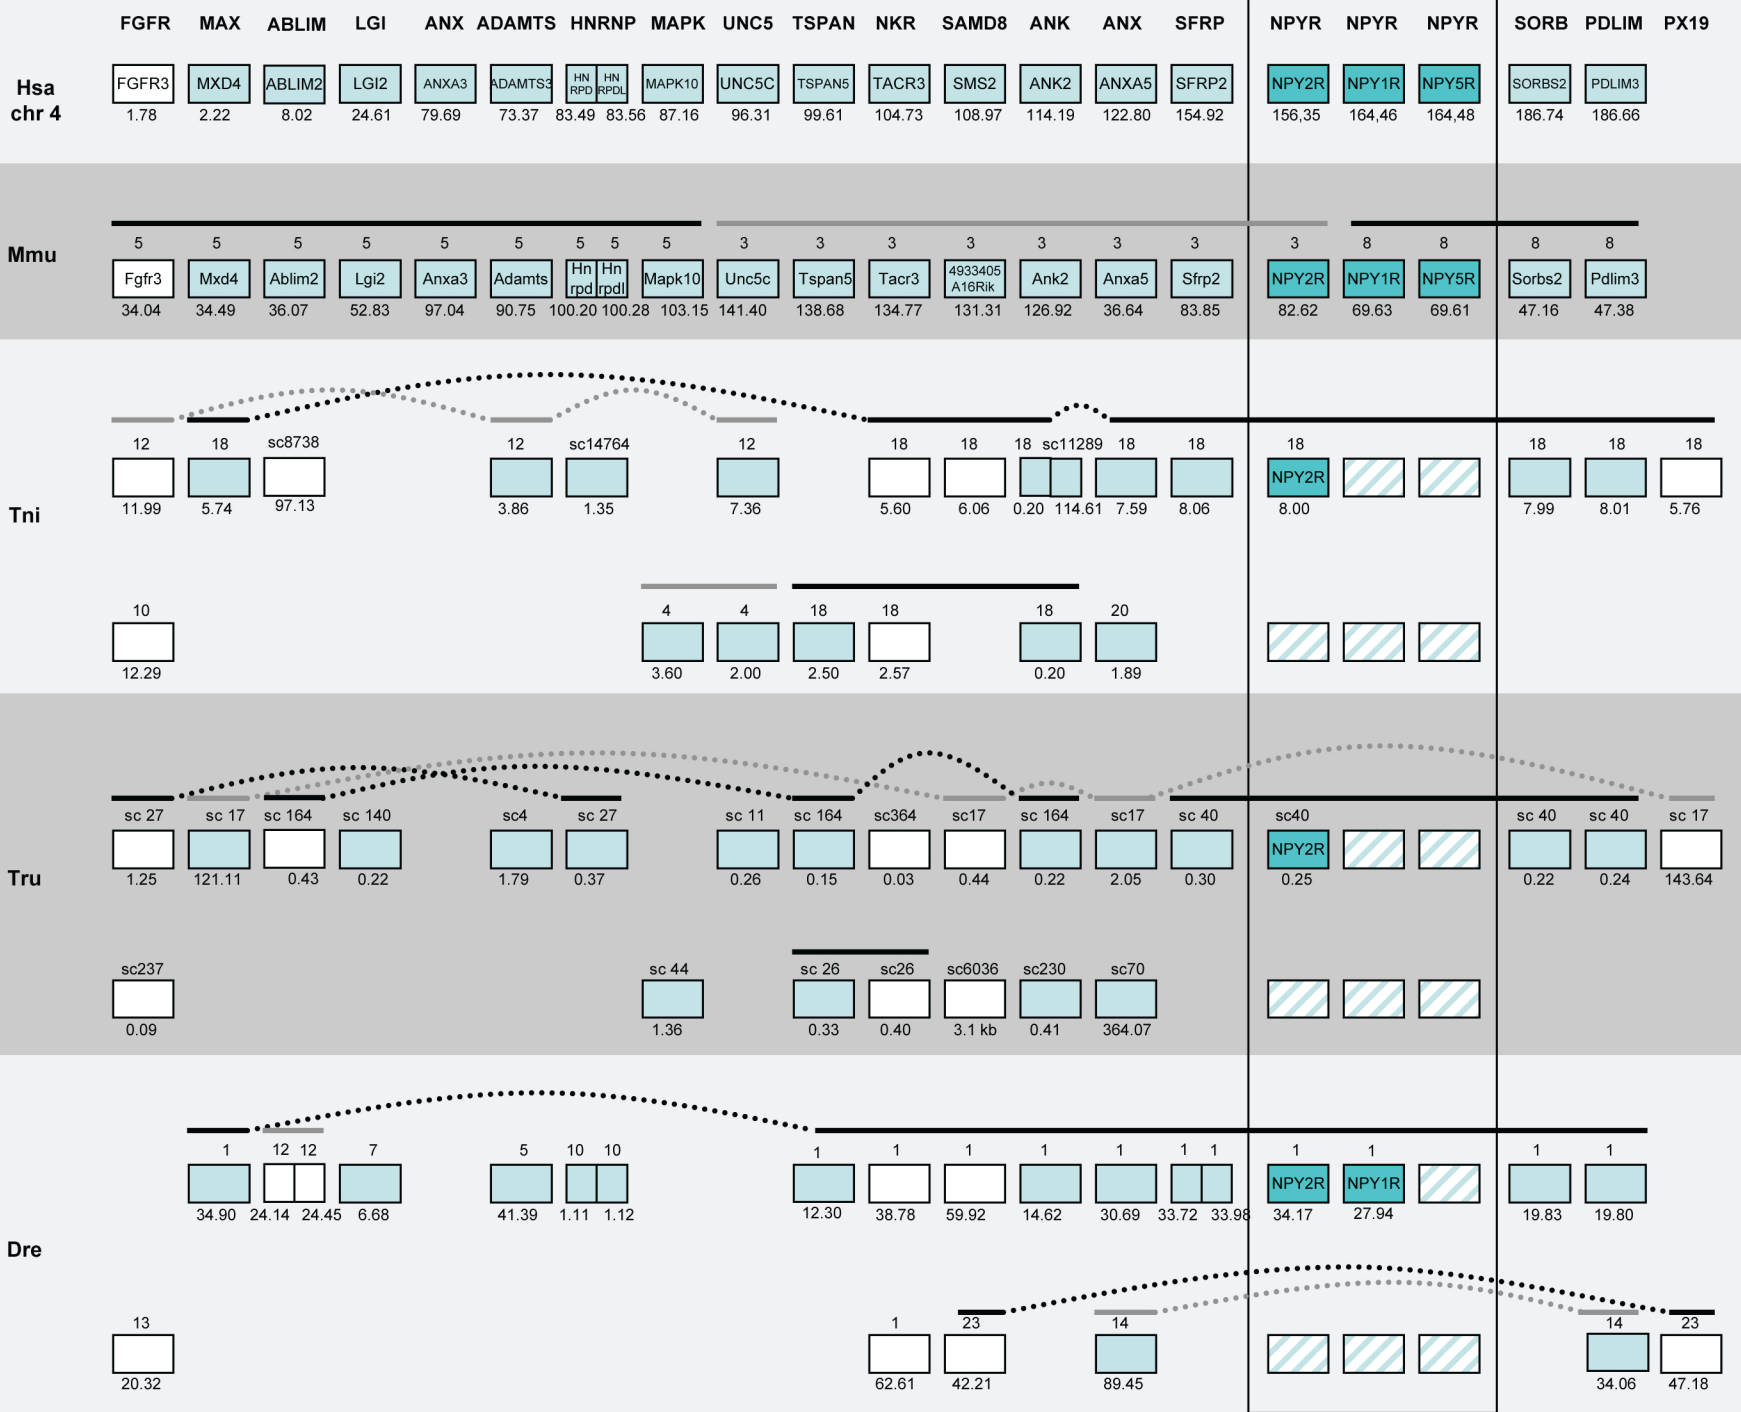 FGFR MAX ABLIM LGI ANX ADAMTS HNRNP MAPK UNC5 TSPAN NKR SAMD8 ANK ANX SFRP NPYR NPYR NPYR SORB PDLIM PX19
Hsa
chr 4
FGFR3 MXD4 ABLIM2 LGI2 ANXA3 ADAMTS3 HN RPD HN RPDL MAPK10 UNC5C TSPAN5 TACR3 SMS2 ANK2 ANXA5 SFRP2 NPY2R NPY1R NPY5R SORBS2 PDLIM3
1.78 2.22 8.02 24.61 79.69 73.37 83.49 83.56 87.16 96.31 99.61 104.73 108.97 114.19 122.80 154.92 156,35 164,46 164,48 186.74 186.66
Mmu
5 5 5 5 5 5 5 5 5 3 3 3 3 3 3 3 3 8 8 8 8
Fgfr3 Mxd4 Ablim2 Lgi2 Anxa3 Adamts Hn rpd Hn rpdl Mapk10 Unc5c Tspan5 Tacr3 4933405 A16Rik Ank2 Anxa5 Sfrp2 NPY2R NPY1R NPY5R Sorbs2 Pdlim3
34.04 34.49 36.07 52.83 97.04 90.75 100.20 100.28 103.15 141.40 138.68 134.77 131.31 126.92 36.64 83.85 82.62 69.63 69.61 47.16 47.38
Tni
12 18 sc8738 12 sc14764 12 18 18 18 sc11289 18 18 18 18 18 18
NPY2R
11.99 5.74 97.13 3.86 1.35 7.36 5.60 6.06 0.20 114.61 7.59 8.06 8.00 7.99 8.01 5.76
10 4 4 18 18 18 20
12.29 3.60 2.00 2.50 2.57 0.20 1.89
Tru
sc 27 sc 17 sc 164 sc 140 sc4 sc 27 sc 11 sc 164 sc364 sc17 sc 164 sc17 sc 40 sc40 sc 40 sc 40 sc 17
NPY2R
1.25 121.11 0.43 0.22 1.79 0.37 0.26 0.15 0.03 0.44 0.22 2.05 0.30 0.25 0.22 0.24 143.64
sc237 sc 44 sc 26 sc26 sc6036 sc230 sc70
0.09 1.36 0.33 0.40 3.1 kb 0.41 364.07
Dre
1 12 12 7 5 10 10 1 1 1 1 1 1 1 1 1 1 1
NPY2R NPY1R
34.90 24.14 24.45 6.68 41.39 1.11 1.12 12.30 38.78 59.92 14.62 30.69 33.72 33.98 34.17 27.94 19.83 19.80
13 1 23 14 14 23
20.32 62.61 42.21 89.45 34.06 47.18